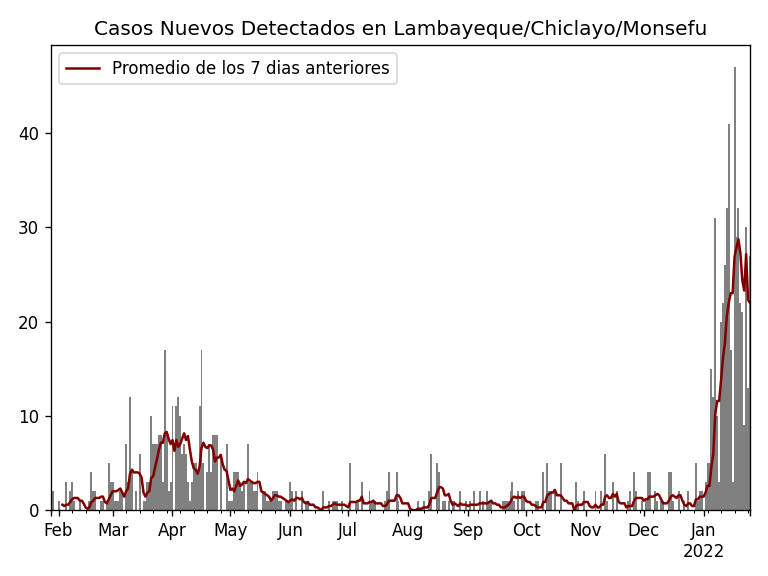 Casos Nuevos Detectados en Lambayeque/Chiclayo/Monsefu
Promedio de los 7 dias anteriores
40
30
20
10
0
Feb Mar Apr May Jun Jul Aug Sep Oct Nov Dec Jan
2022